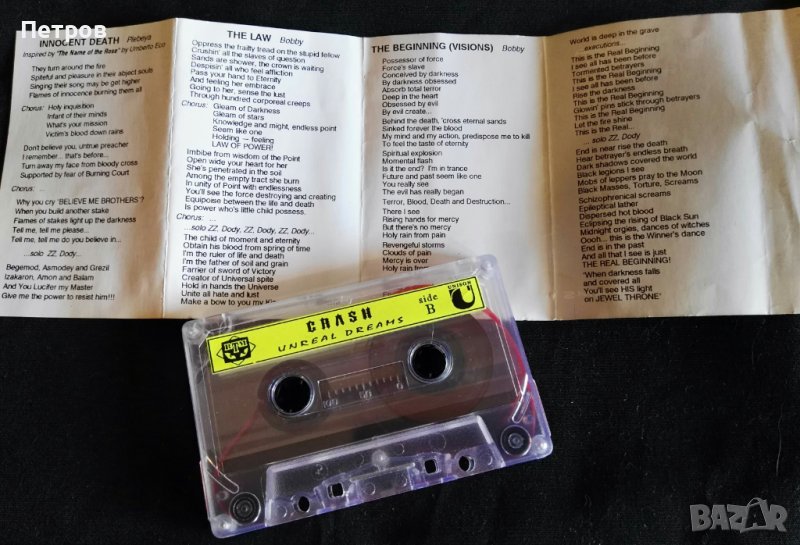 Петров
INNOCENT DEATH Plebeya
Inspired by "The Name of the Rose" by Umberto Eco
They turn around the fire
Spiteful and pleasure in their abject souls
Singing their song may be get higher
Flames of innocence burning them all
Chorus: Holy inquisition
Infant of their minds
What's your mission
Victim's blood down rains
Don't believe you, untrue preacher
I remember... that's before...
Turn away my face from bloody cross
Supported by fear of Burning Court
Chorus: ...
Why you cry 'BELIEVE ME BROTHERS'?
When you build another stake
Flames of stakes light up the darkness
Tell me, tell me please...
Tell me, tell me do you believe in...
...solo ZZ, Dody...
Begemod, Asmodey and Grezil
Izakaron, Amon and Balam
And You Lucifer my Master
Give me the power to resist him!!!
THE LAW Bobby
Oppress the frailty tread on the stupid fellow
Crushin' all the slaves of question
Sands are shower, the crown is waiting
Despisin' all who feel affliction
Pass your hand to Eternity
And feeling her embrace
Going to her, sense the lust
Through hundred corporeal creeps
Chorus: Gleam of Darkness
Gleam of stars
Knowledge and might, endless point
Seem like one
Holding — feeling
LAW OF POWER!
Imbibe from wisdom of the Point
Open wide your heart for her
She's penetrated in the soil
Among the empty tract she burn
In unity of Point with endlessness
You'll see the force destroying and creating
Equipoise between the life and death
Is power who's little child possess.
Chorus: ...
...solo ZZ, Dody, ZZ, Dody, ZZ, Dody...
The child of moment and eternity
Obtain his blood from spring of time
I'm the ruler of life and death
I'm the father of soil and grain
Farrier of sword of Victory
Creator of Universal spite
Hold in hands the Universe
Unite all hate and lust
Make a bow to you my
THE BEGINNING (VISIONS) Bobby
Possessor of force
Force's slave
Conceived by darkness
By darkness obsessed
Absorb total terror
Deep in the heart
Obsessed by evil
By evil create...
Behind the death, 'cross eternal sands
Sinked forever the blood
My mind and my action, predispose me to kill
To feel the taste of eternity
Spiritual explosion
Momental flash
Is it the end? I'm in trance
Future and past seem like one
You really see
The evil has really began
Terror, Blood, Death and Destruction...
There I see
Rising hands for mercy
But there's no mercy
Holy rain from pain
Revengeful storms
Clouds of pain
Mercy is over
Holy rain from
World is deep in the grave
executions...
This is the Real Beginning
I see all has been before
Tormented betrayers
This is the Real Beginning
I see all has been before
Rise the darkness
This is the Real Beginning
Glowin' pins stick through betrayers
This is the Real Beginning
Let the fire shine
This is the Real...
...solo ZZ, Dody...
End is near rise the death
Hear betrayer's endless breath
Dark shadows covered the world
Black legions I see
Mobs of leppers pray to the Moon
Black Masses, Torture, Screams
Schizophrenical screams
Epileptical lather
Dispersed hot blood
Eclipsing the rising of Black Sun
Midnight orgies, dances of witches
Oooh... this is the Winner's dance
End is in the past
And all that I see is just
THE REAL BEGINNING!
'When darkness falls
and covered all
You'll see HIS light
on JEWEL THRONE'
CRASH
UNREAL DREAMS
side
B
UNISON
100 50 0
BAZAR